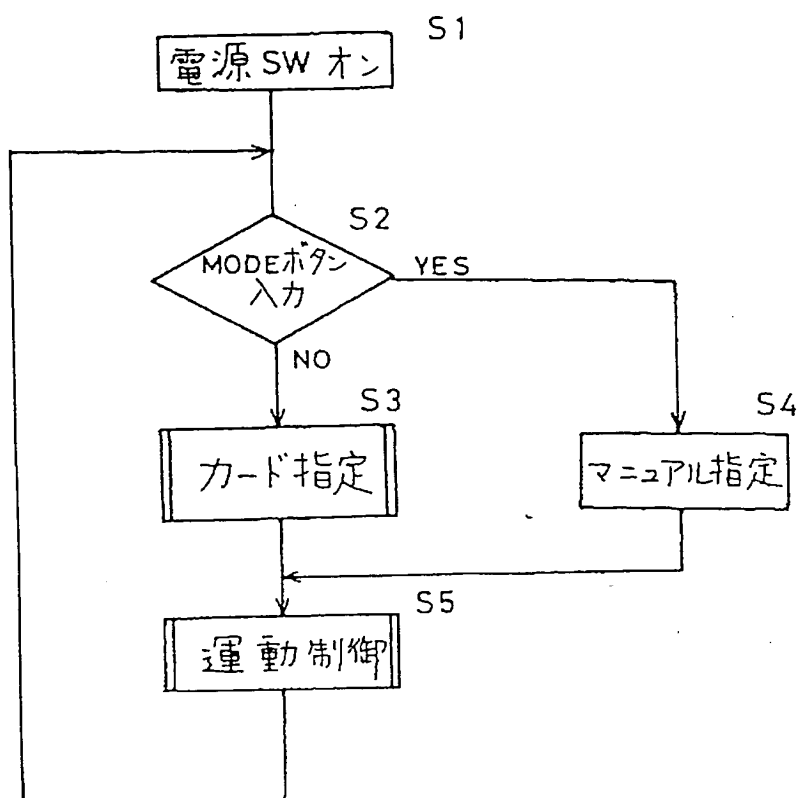 S1
電源SWオン
S2
MODEボタン
入力
YES
NO
S3
カード指定
S4
マニュアル指定
S5
運動制御